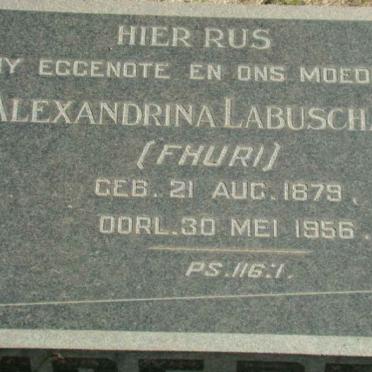 HIER RUS
MY EGGENOTE EN ONS MOED
ALEXANDRINA LABUSCH
(FHURI)
GEB. 21 AUG. 1879.
OORL. 30 MEI 1956.
PS. 116:1.